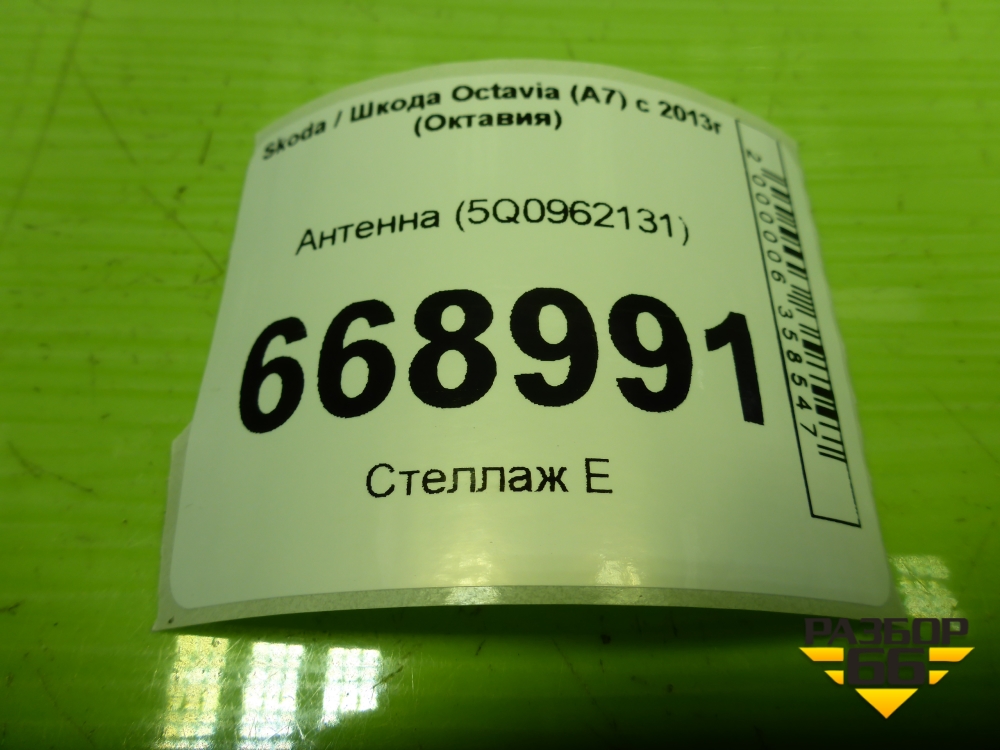 Skoda / Шкода Octavia (A7) с 2013г
(Октавия)
Антенна (5Q0962131)
668991
Стеллаж Е
2000006358547
РАЗБОР
66